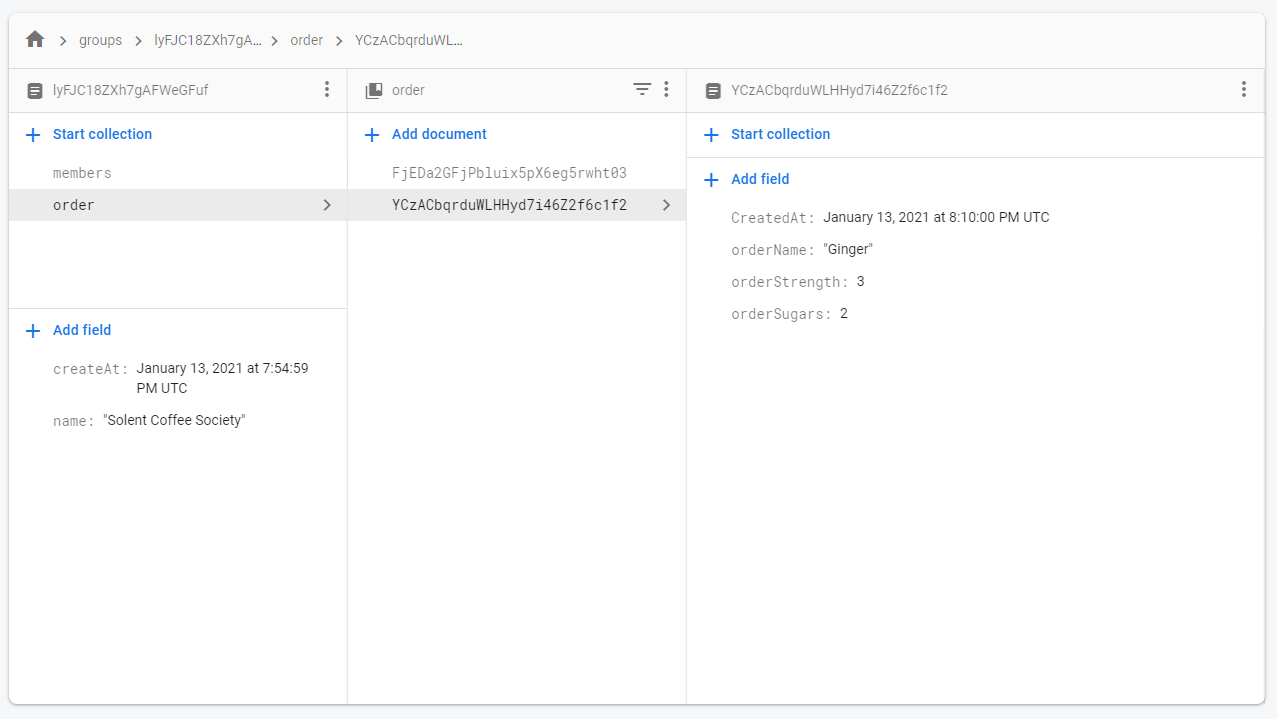 groups
lyFJC18ZXh7gA...
order
YCzACbqrduWL...
lyFJC18ZXh7gAFWeGFuf
order
YCzACbqrduWLHHyd7i46Z2f6c1f2
Start collection
members
order
Add field
createAt: January 13, 2021 at 7:54:59
PM UTC
name: "Solent Coffee Society"
Add document
FjEDa2GFjPbluix5pX6eg5rwht03
YCzACbqrduWLHHyd7i46Z2f6c1f2
Start collection
Add field
CreatedAt: January 13, 2021 at 8:10:00 PM UTC
orderName: "Ginger"
orderStrength: 3
orderSugars: 2